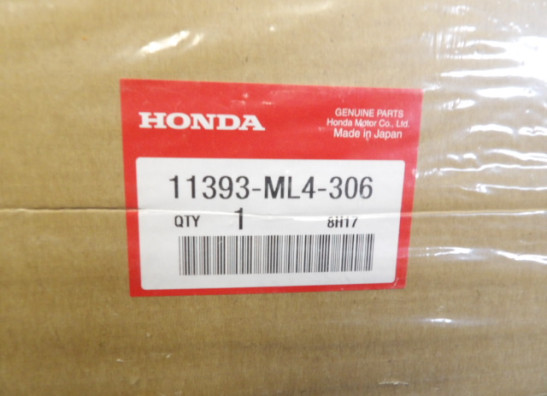 HONDA
GENUINE PARTS
Honda Motor Co., Ltd.
Made in Japan
11393-ML4-306
QTY 1 8H17